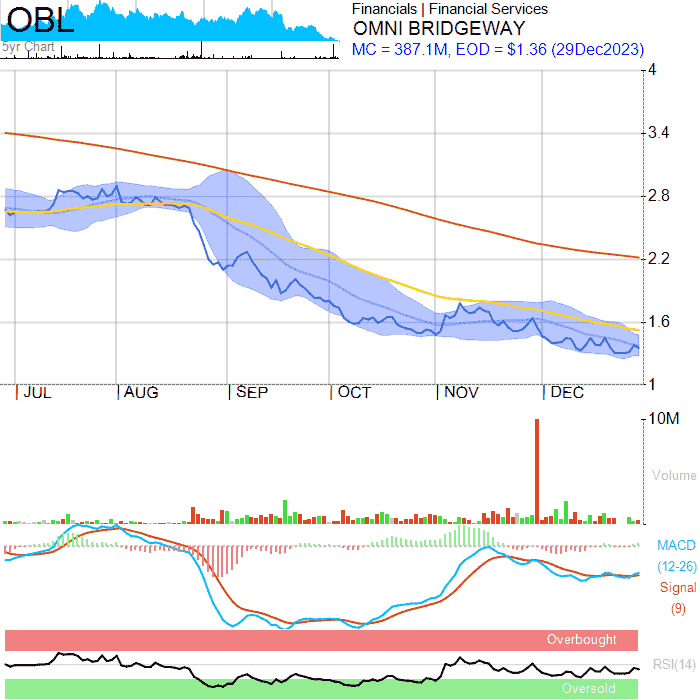 OBL
5yr Chart
Financials | Financial Services
OMNI BRIDGEWAY
MC = 387.1M, EOD = $1.36 (29Dec2023)
4
3.4
2.8
2.2
1.6
1
JUL AUG SEP OCT NOV DEC
10M
Volume
MACD
(12-26)
Signal
(9)
Overbought
RSI(14)
Oversold